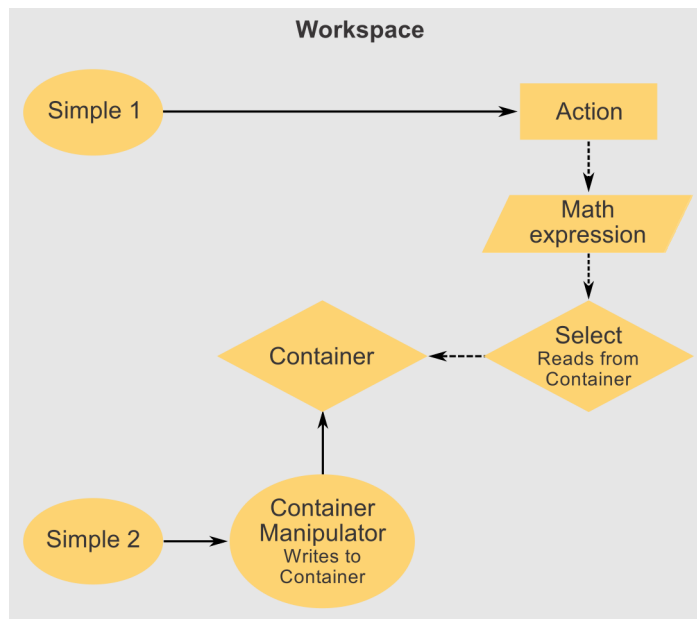 Workspace
Simple 1
Action
Math
expression
Container
Select
Reads from
Container
Simple 2
Container
Manipulator
Writes to
Container